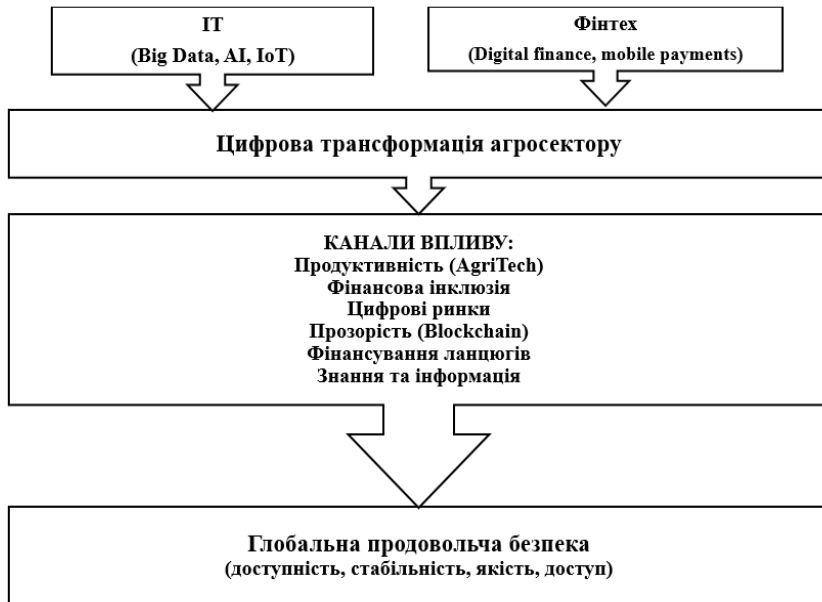 ІТ
(Big Data, AI, IoT)
Фінтех
(Digital finance, mobile payments)
Цифрова трансформація агросектору
КАНАЛИ ВПЛИВУ:
Продуктивність (AgriTech)
Фінансова інклюзія
Цифрові ринки
Прозорість (Blockchain)
Фінансування ланцюгів
Знання та інформація
Глобальна продовольча безпека
(доступність, стабільність, якість, доступ)